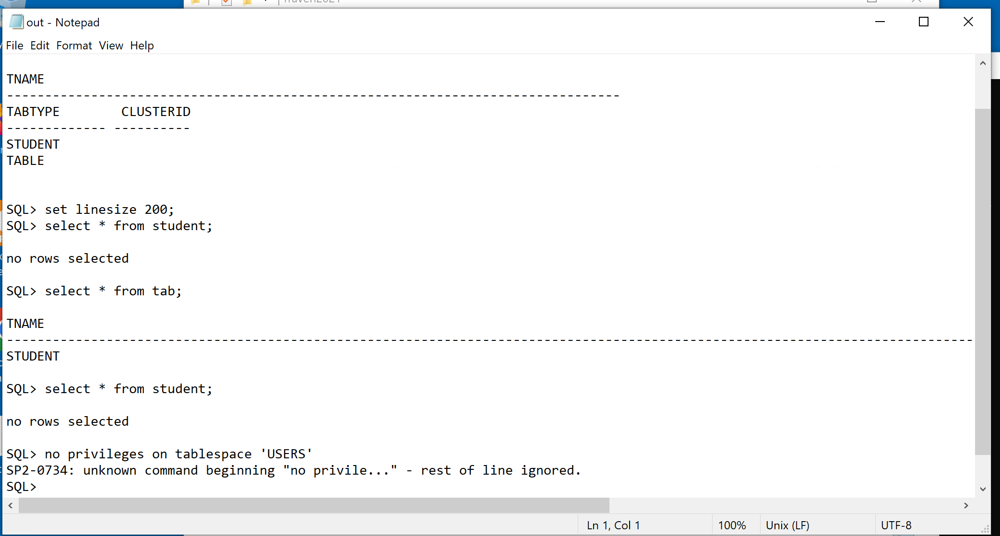 out - Notepad
File Edit Format View Help
TNAME
--------------------------------------------------------------------------------
TABTYPE        CLUSTERID
------------- ----------
STUDENT
TABLE
SQL> set linesize 200;
SQL> select * from student;
no rows selected
SQL> select * from tab;
TNAME
------------------------------------------------------------------------------------------------------------------------------
STUDENT
SQL> select * from student;
no rows selected
SQL> no privileges on tablespace 'USERS'
SP2-0734: unknown command beginning "no privile..." - rest of line ignored.
SQL>
Ln 1, Col 1
100%
Unix (LF)
UTF-8